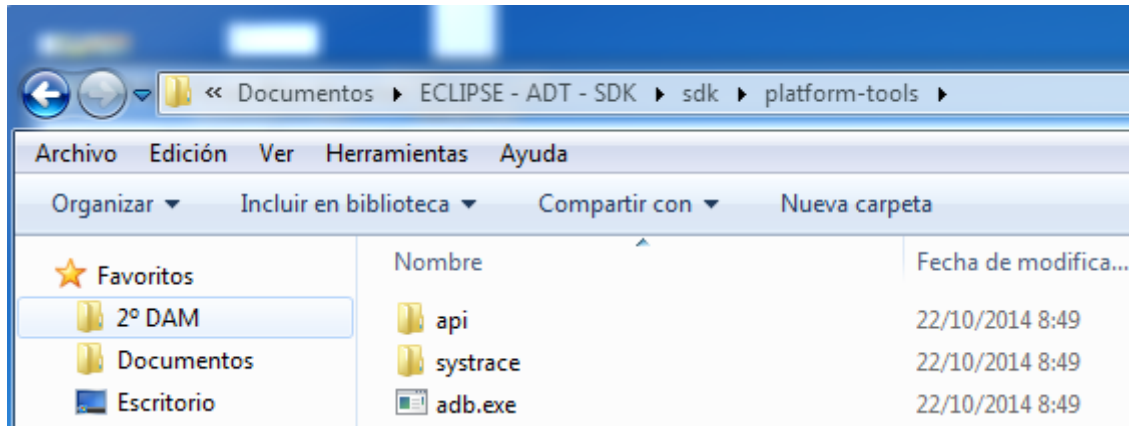 « Documentos ▸ ECLIPSE - ADT - SDK ▸ sdk ▸ platform-tools ▸
Archivo Edición Ver Herramientas Ayuda
Organizar ▾ Incluir en biblioteca ▾ Compartir con ▾ Nueva carpeta
Nombre Fecha de modifica...
Favoritos
2º DAM
Documentos
Escritorio
api 22/10/2014 8:49
systrace 22/10/2014 8:49
adb.exe 22/10/2014 8:49